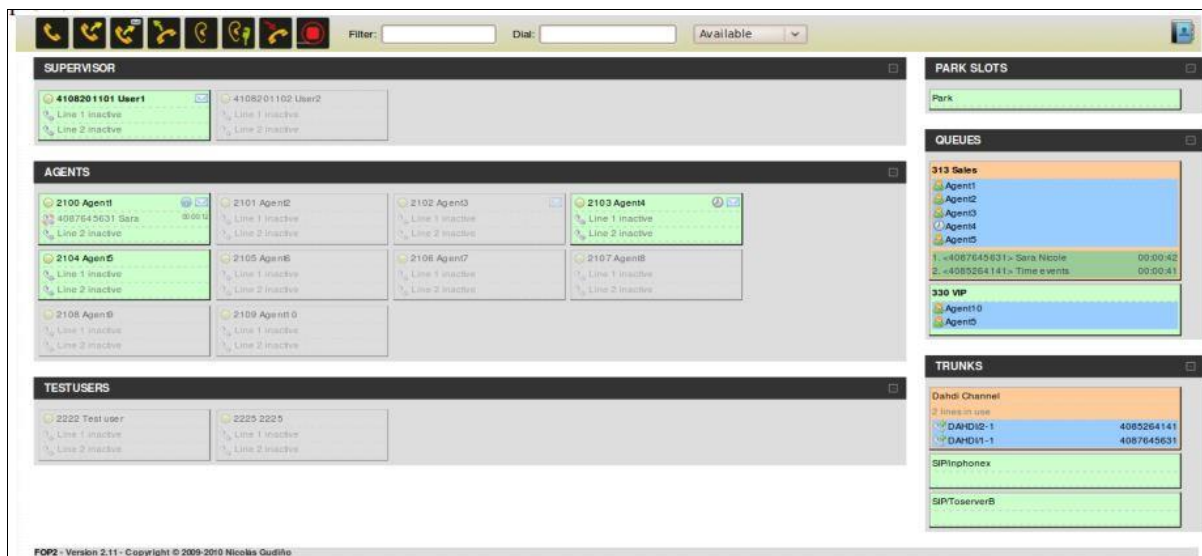 Filter:
Dial:
Available
SUPERVISOR
4108201101 User1
Line 1 inactive
Line 2 inactive
4108201102 User2
Line 1 inactive
Line 2 inactive
AGENTS
2100 Agent1
4087645631 Sara 00:00:12
Line 2 inactive
2101 Agent2
Line 1 inactive
Line 2 inactive
2102 Agent3
Line 1 inactive
Line 2 inactive
2103 Agent4
Line 1 inactive
Line 2 inactive
2104 Agent5
Line 1 inactive
Line 2 inactive
2105 Agent6
Line 1 inactive
Line 2 inactive
2106 Agent7
Line 1 inactive
Line 2 inactive
2107 Agent8
Line 1 inactive
Line 2 inactive
2108 Agent9
Line 1 inactive
Line 2 inactive
2109 Agent10
Line 1 inactive
Line 2 inactive
TESTUSERS
2222 Test user
Line 1 inactive
Line 2 inactive
2225 2225
Line 1 inactive
Line 2 inactive
PARK SLOTS
Park
QUEUES
313 Sales
Agent1
Agent2
Agent3
Agent4
Agent5
1. <4087645631> Sara Nicole 00:00:42
2. <4085264141> Time events 00:00:41
330 VIP
Agent10
Agent5
TRUNKS
Dahdi Channel
2 lines in use
DAHDI/2-1 4085264141
DAHDI/1-1 4087645631
SIP/Inphonex
SIP/ToserverB
FOP2 - Version 2.11 - Copyright © 2009-2010 Nicolás Gudiño